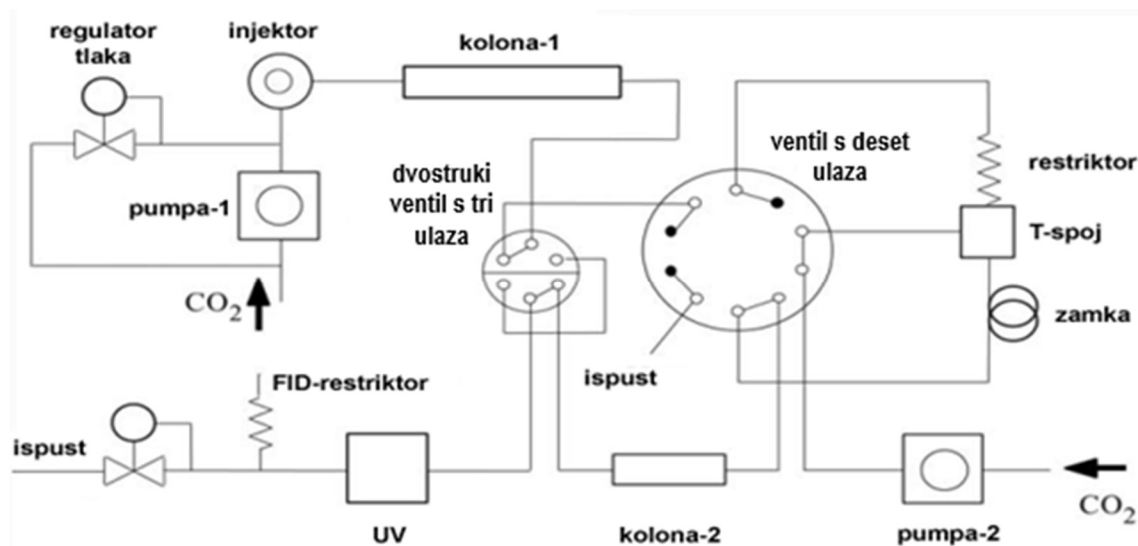 regulator
tlaka
injektor
kolona-1
pumpa-1
CO2
dvostruki
ventil s tri
ulaza
ventil s deset
ulaza
restriktor
T-spoj
zamka
ispust
FID-restriktor
ispust
UV
kolona-2
pumpa-2
CO2